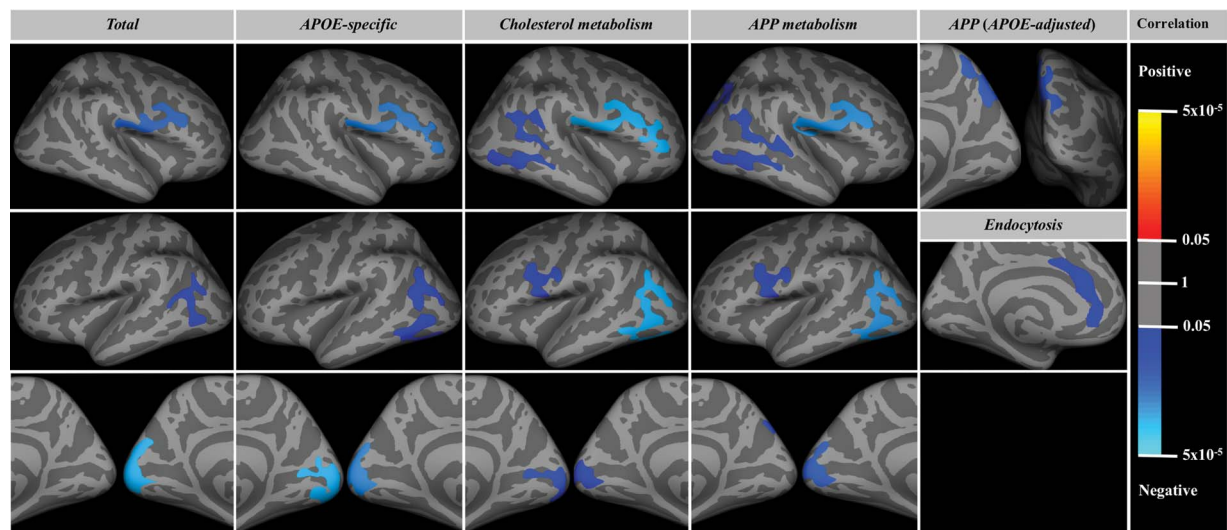 Total
APOE-specific
Cholesterol metabolism
APP metabolism
APP (APOE-adjusted)
Correlation
Positive
5x10⁻⁵
0.05
Endocytosis
1
0.05
5x10⁻⁵
Negative